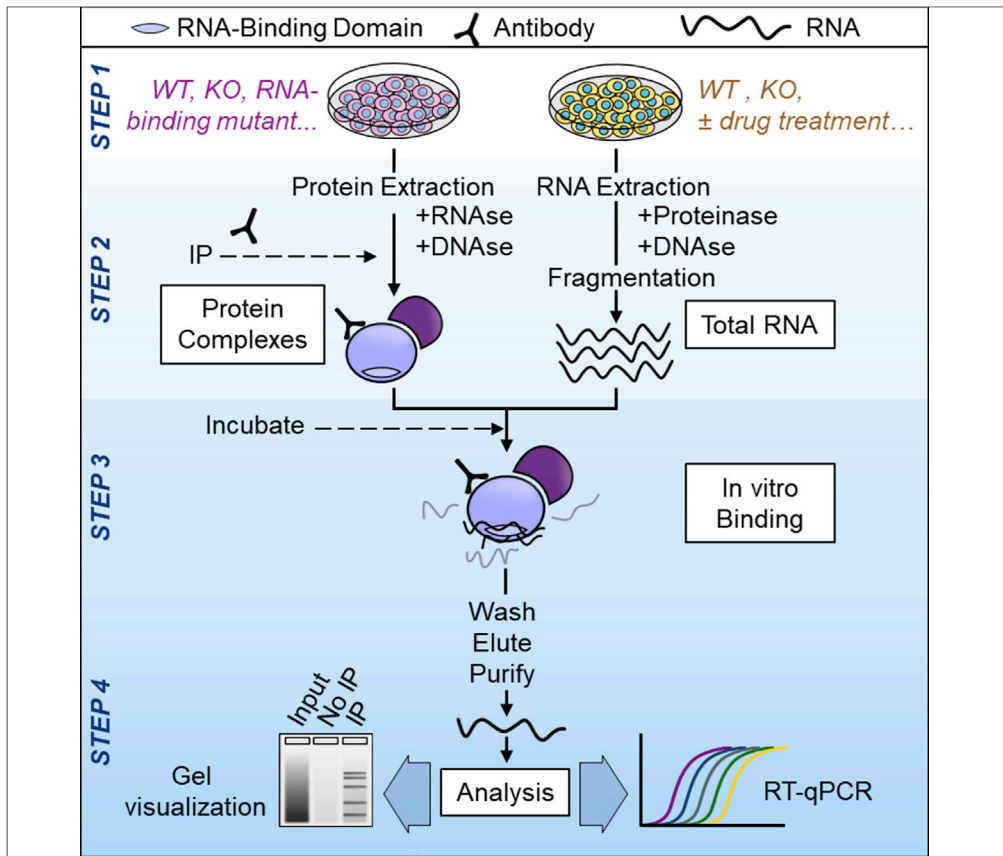 RNA-Binding Domain
Antibody
RNA
STEP 1
WT, KO, RNA-
binding mutant...
WT , KO,
± drug treatment…
STEP 2
Protein Extraction
+RNAse
+DNAse
RNA Extraction
+Proteinase
+DNAse
Fragmentation
IP
Protein
Complexes
Total RNA
STEP 3
Incubate
In vitro
Binding
Wash
Elute
Purify
STEP 4
Input
No IP
IP
Gel
visualization
Analysis
RT-qPCR